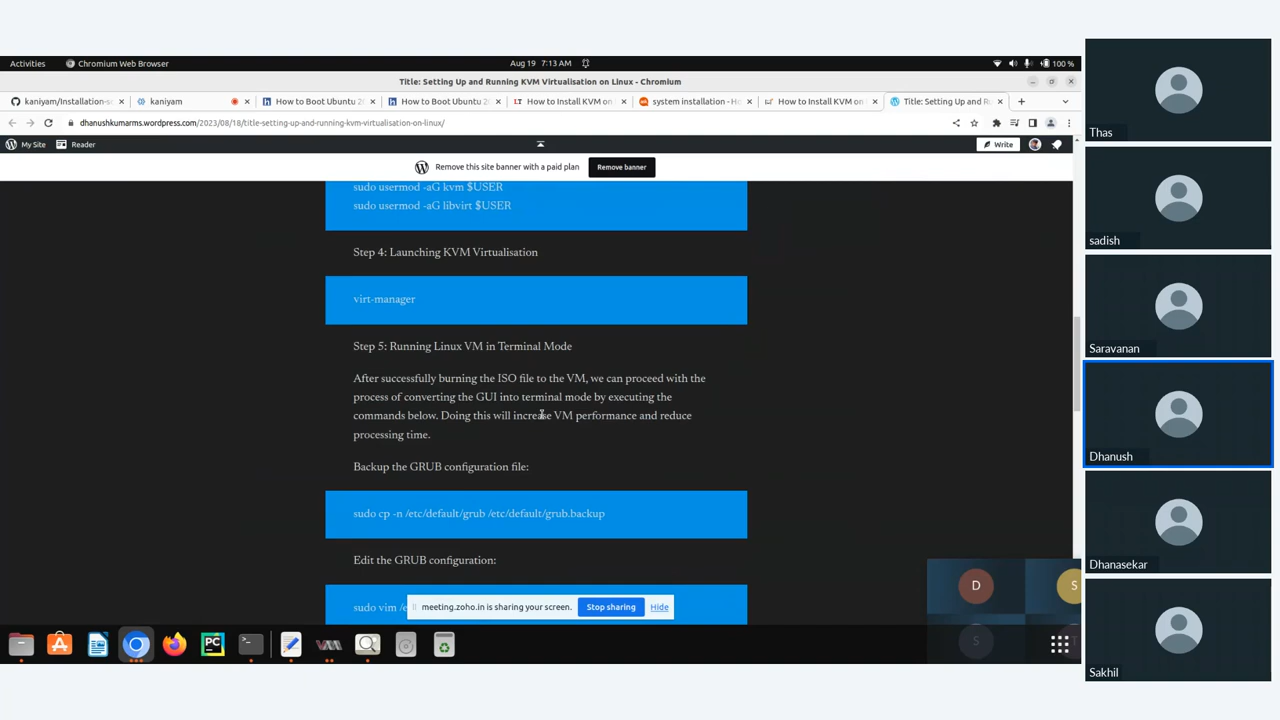 Activities
Chromium Web Browser
Aug 19 7:13 AM
100 %
Title: Setting Up and Running KVM Virtualisation on Linux - Chromium
kaniyam/Installation-s
kaniyam
How to Boot Ubuntu 2
How to Boot Ubuntu 2
How to Install KVM on
system installation - Ho
How to Install KVM on
Title: Setting Up and Ru
dhanushkumarms.wordpress.com/2023/08/18/title-setting-up-and-running-kvm-virtualisation-on-linux/
My Site
Reader
Write
Remove this site banner with a paid plan
Remove banner
sudo usermod -aG kvm $USER
sudo usermod -aG libvirt $USER
Step 4: Launching KVM Virtualisation
virt-manager
Step 5: Running Linux VM in Terminal Mode
After successfully burning the ISO file to the VM, we can proceed with the
process of converting the GUI into terminal mode by executing the
commands below. Doing this will increase VM performance and reduce
processing time.
Backup the GRUB configuration file:
sudo cp -n /etc/default/grub /etc/default/grub.backup
Edit the GRUB configuration:
sudo vim /e
meeting.zoho.in is sharing your screen.
Stop sharing
Hide
D
S
S
T
PC
Thas
sadish
Saravanan
Dhanush
Dhanasekar
Sakhil